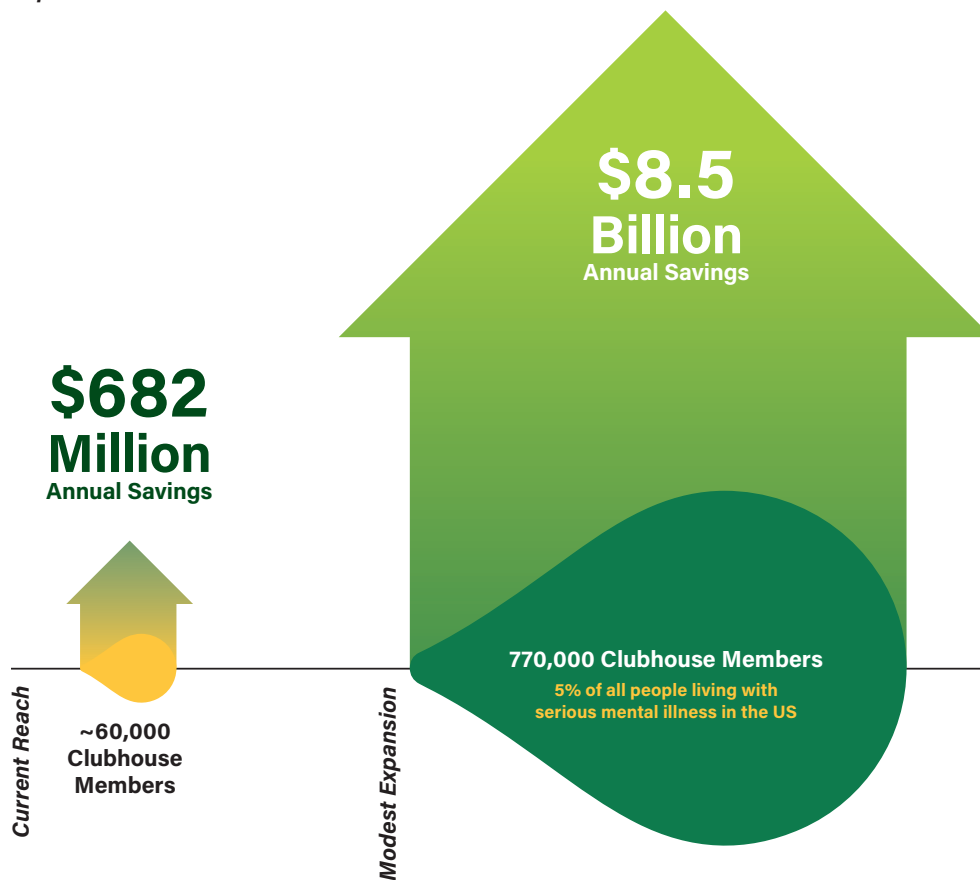 $8.5
Billion
Annual Savings
$682
Million
Annual Savings
770,000 Clubhouse Members
5% of all people living with
serious mental illness in the US
Current Reach
~60,000
Clubhouse
Members
Modest Expansion